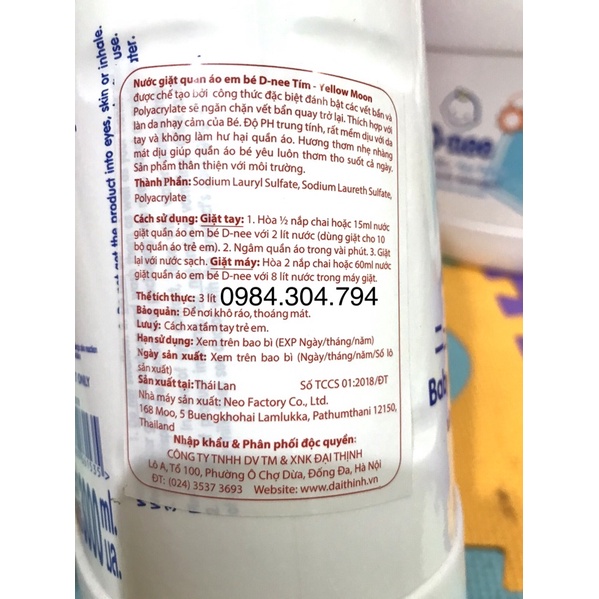 Nước giặt quần áo em bé D-nee Tím - Yellow Moon
được chế tạo bởi công thức đặc biệt đánh bật các vết bẩn và
Polyacrylate sẽ ngăn chặn vết bẩn quay trở lại. Thích hợp với
làn da nhạy cảm của Bé. Độ PH trung tính, rất mềm dịu với da
tay và không làm hư hại quần áo. Hương thơm nhẹ nhàng
mát dịu giúp quần áo bé yêu luôn thơm tho suốt cả ngày.
Sản phẩm thân thiện với môi trường.
Thành Phần: Sodium Lauryl Sulfate, Sodium Laureth Sulfate,
Polyacrylate
Cách sử dụng: Giặt tay: 1. Hòa ½ nắp chai hoặc 15ml nước
giặt quần áo em bé D-nee với 2 lít nước (dùng giặt cho 10
bộ quần áo trẻ em). 2. Ngâm quần áo trong vài phút. 3. Giặt
lại với nước sạch. Giặt máy: Hòa 2 nắp chai hoặc 60ml nước
giặt quần áo em bé D-nee với 8 lít nước trong máy giặt.
Thể tích thực: 3 lít 0984.304.794
Bảo quản: Để nơi khô ráo, thoáng mát.
Lưu ý: Cách xa tầm tay trẻ em.
Hạn sử dụng: Xem trên bao bì (EXP Ngày/tháng/năm)
Ngày sản xuất: Xem trên bao bì (Ngày/tháng/năm/Số lô
sản xuất)
Sản xuất tại: Thái Lan Số TCCS 01:2018/ĐT
Nhà máy sản xuất: Neo Factory Co., Ltd.
168 Moo, 5 Buengkhohai Lamlukka, Pathumthani 12150,
Thailand
Nhập khẩu & Phân phối độc quyền:
CÔNG TY TNHH DV TM & XNK ĐẠI THỊNH
Lô A, Tổ 100, Phường Ô Chợ Dừa, Đống Đa, Hà Nội
ĐT: (024) 3537 3693 Website: www.daithinh.vn
get the product into eyes, skin or inhale.
use.
ml.
ua.
-nee